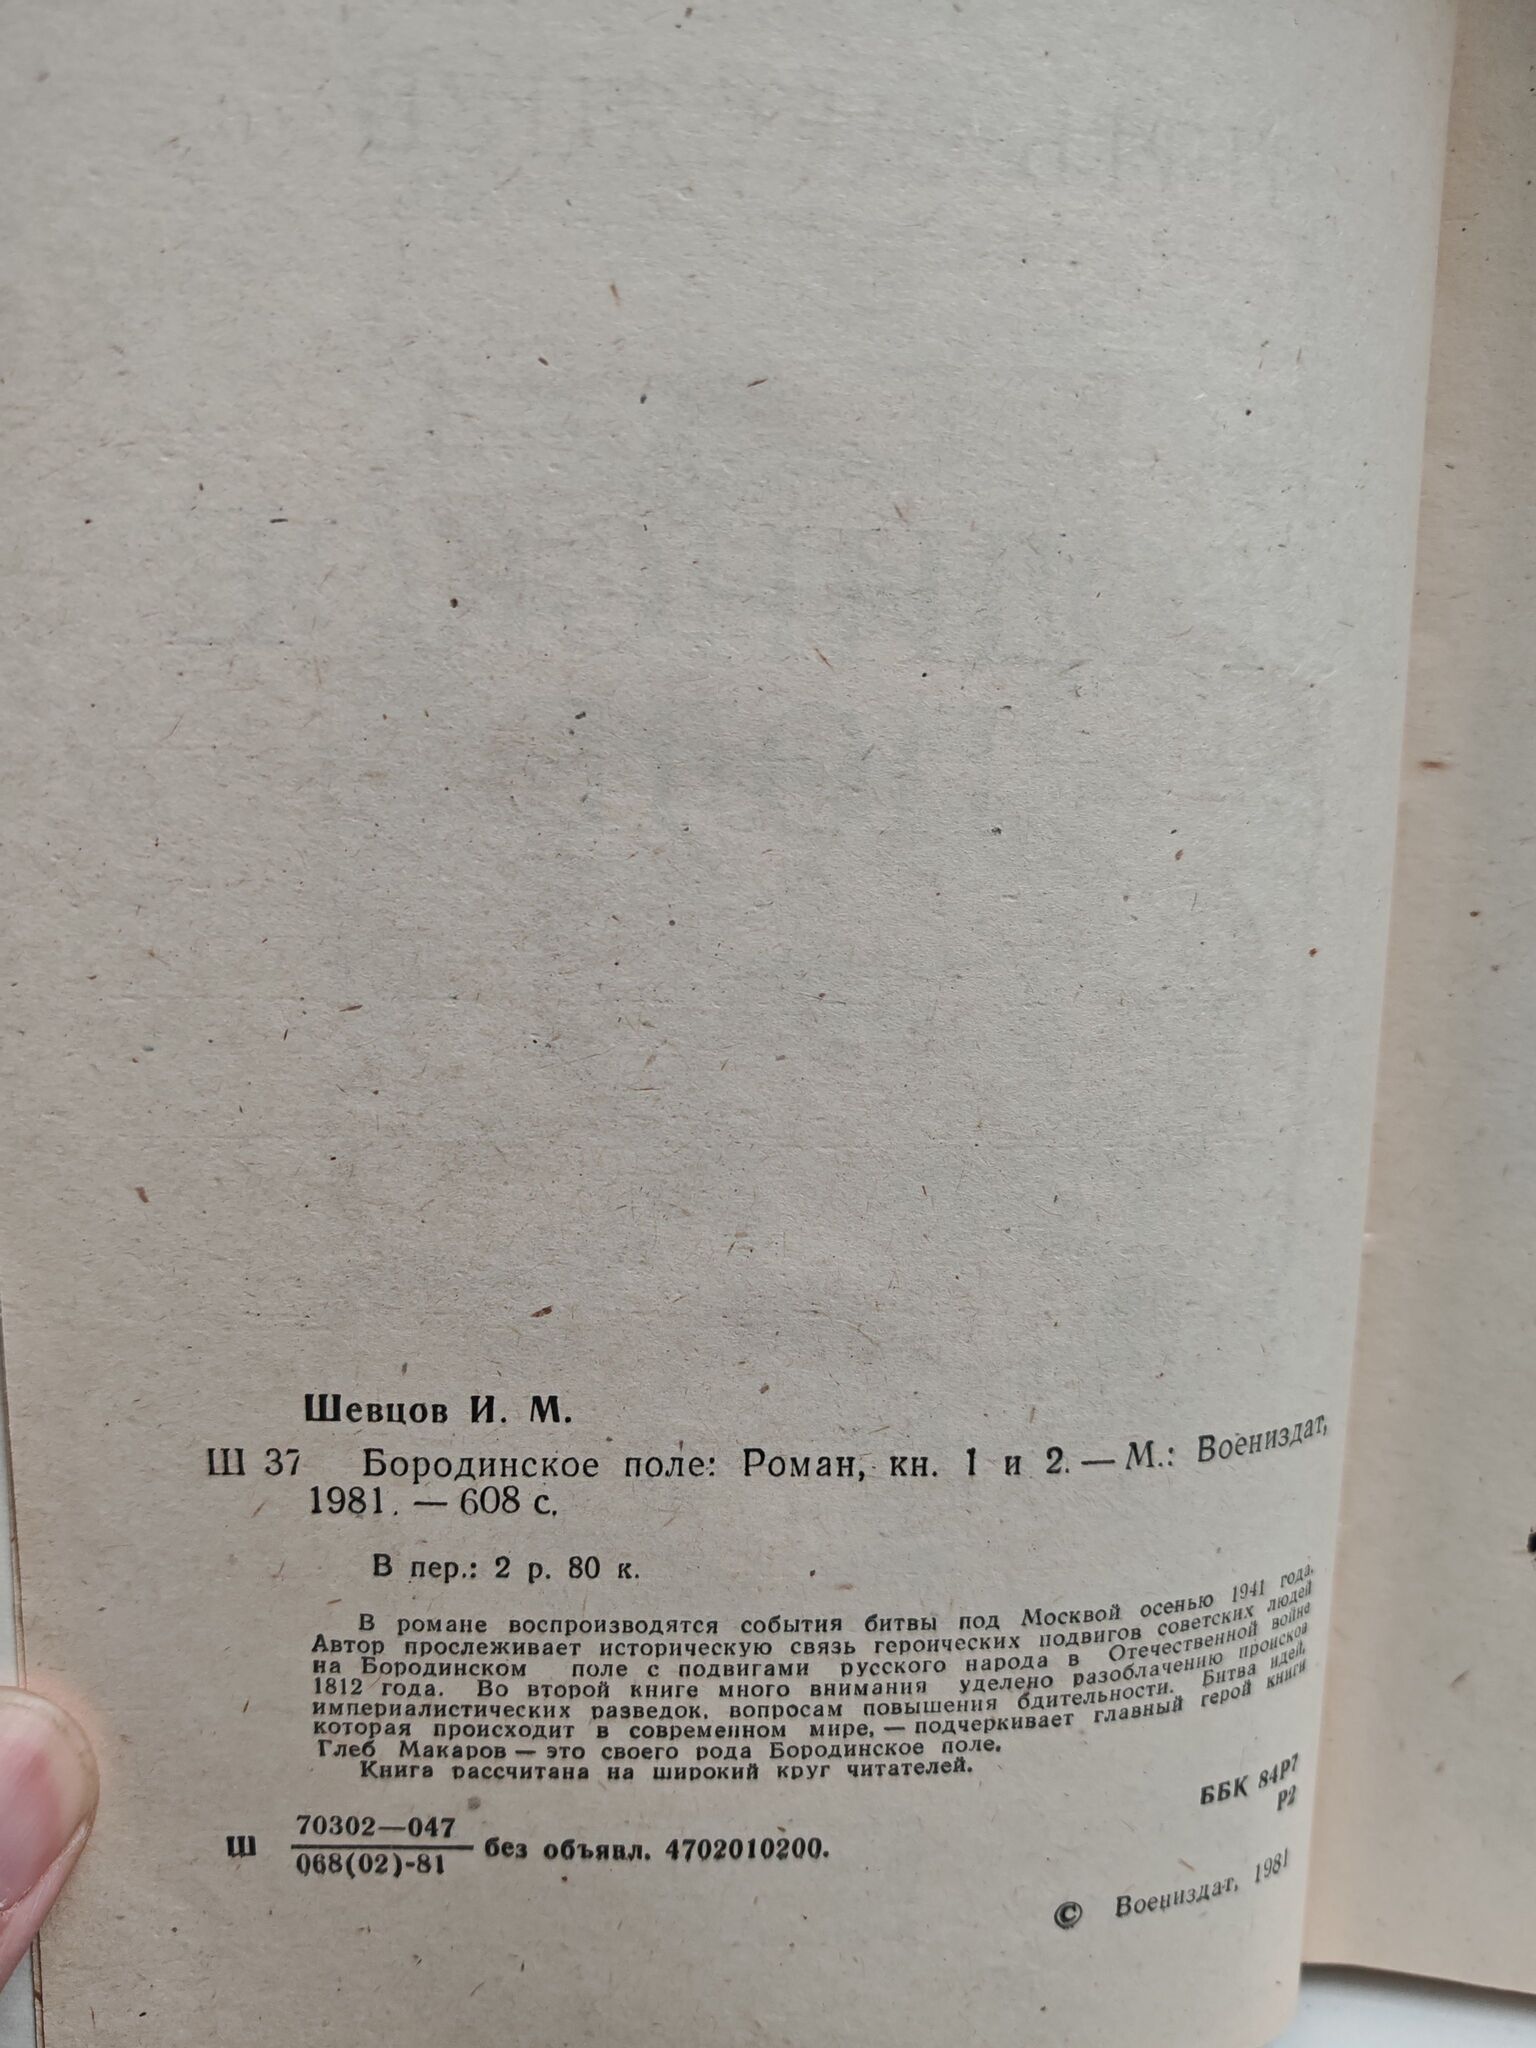 Шевцов И. М.
Ш 37 Бородинское поле: Роман, кн. 1 и 2. — М.: Воениздат,
1981. — 608 с.
В пер.: 2 р. 80 к.
В романе воспроизводятся события битвы под Москвой осенью 1941 года.
Автор прослеживает историческую связь героических подвигов советских людей
на Бородинском поле с подвигами русского народа в Отечественной войне
1812 года. Во второй книге много внимания уделено разоблачению происков
империалистических разведок, вопросам повышения бдительности. Битва идей,
которая происходит в современном мире, — подчеркивает главный герой книги
Глеб Макаров — это своего рода Бородинское поле.
Книга рассчитана на широкий круг читателей.
ББК 84Р7
Р2
Ш 70302—047
068(02)-81 без объявл. 4702010200.
© Воениздат, 1981